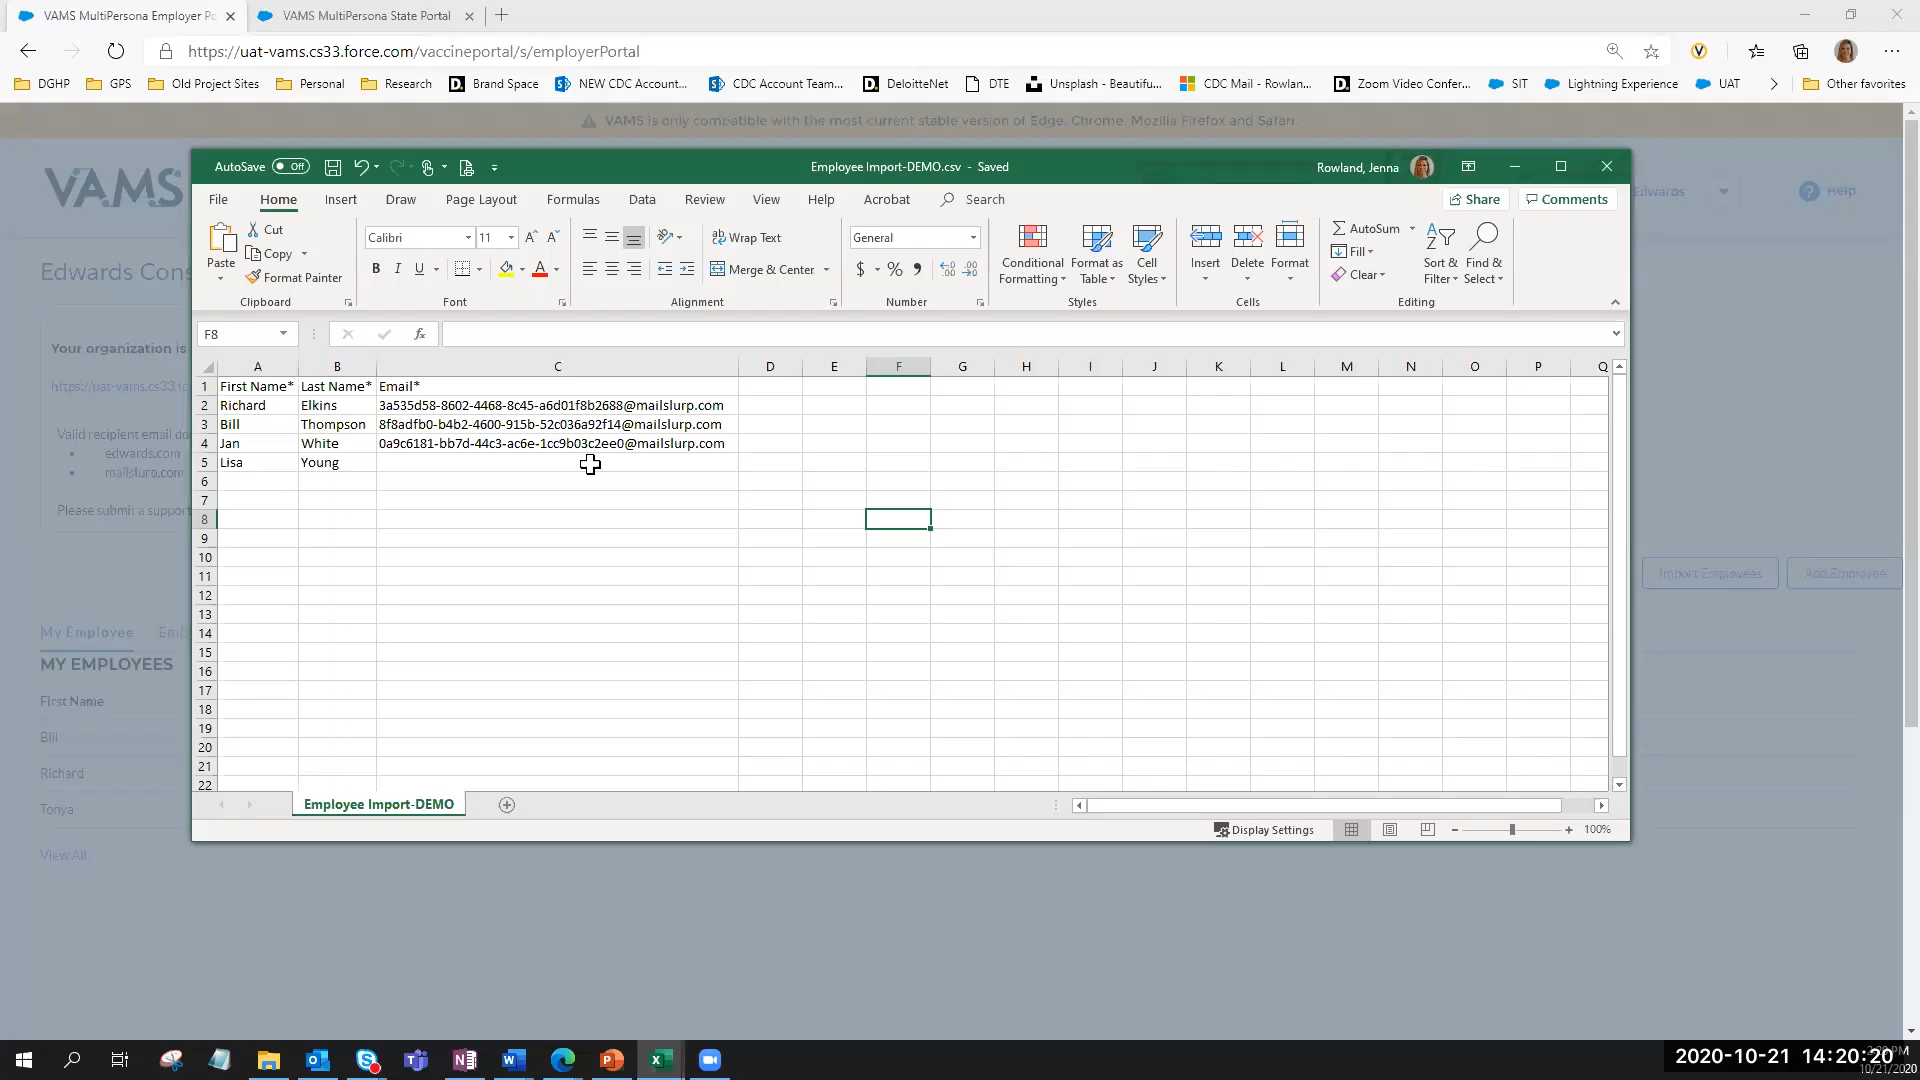 VAMS MultiPersona Employer Po
VAMS MultiPersona State Portal
https://uat-vams.cs33.force.com/vaccineportal/s/employerPortal
DGHP GPS Old Project Sites Personal Research Brand Space NEW CDC Account... CDC Account Team... DeloitteNet DTE Unsplash - Beautifu... CDC Mail - Rowlan... Zoom Video Confer... SIT Lightning Experience UAT Other favorites
VAMS is only compatible with the most current stable version of Edge, Chrome, Mozilla Firefox and Safari.
VAMS
Edwards
Help
AutoSave Off
Employee Import-DEMO.csv - Saved
Rowland, Jenna
File Home Insert Draw Page Layout Formulas Data Review View Help Acrobat Search Share Comments
Paste
Cut
Copy
Format Painter
Clipboard
Calibri 11
B I U
Font
Wrap Text
Merge & Center
Alignment
General
$ % ,
Number
Conditional Formatting
Format as Table
Cell Styles
Styles
Insert Delete Format
Cells
AutoSum
Fill
Clear
Sort & Filter
Find & Select
Editing
F8
fx
A B C D E F G H I J K L M N O P Q
1 First Name* Last Name* Email*
2 Richard Elkins 3a535d58-8602-4468-8c45-a6d01f8b2688@mailslurp.com
3 Bill Thompson 8f8adfb0-b4b2-4600-915b-52c036a92f14@mailslurp.com
4 Jan White 0a9c6181-bb7d-44c3-ac6e-1cc9b03c2ee0@mailslurp.com
5 Lisa Young
6
7
8
9
10
11
12
13
14
15
16
17
18
19
20
21
22
Employee Import-DEMO
Display Settings
100%
Edwards Cons
Your organization is
https://uat-vams.cs33.fo
Valid recipient email do
edwards.com
mailslurp.com
Please submit a support
Import Employees
Add Employee
My Employee Emp
MY EMPLOYEES
First Name
Bill
Richard
Tonya
View All
2020-10-21 14:20:20
10/21/2020